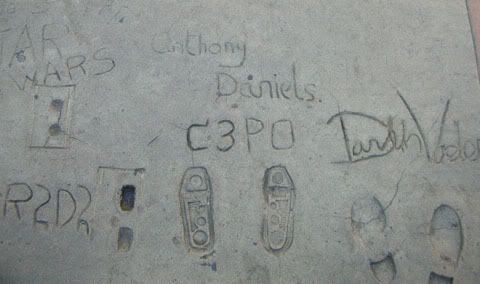 STAR
WARS
Anthony
Daniels.
C3PO
Darth Vader
R2D2